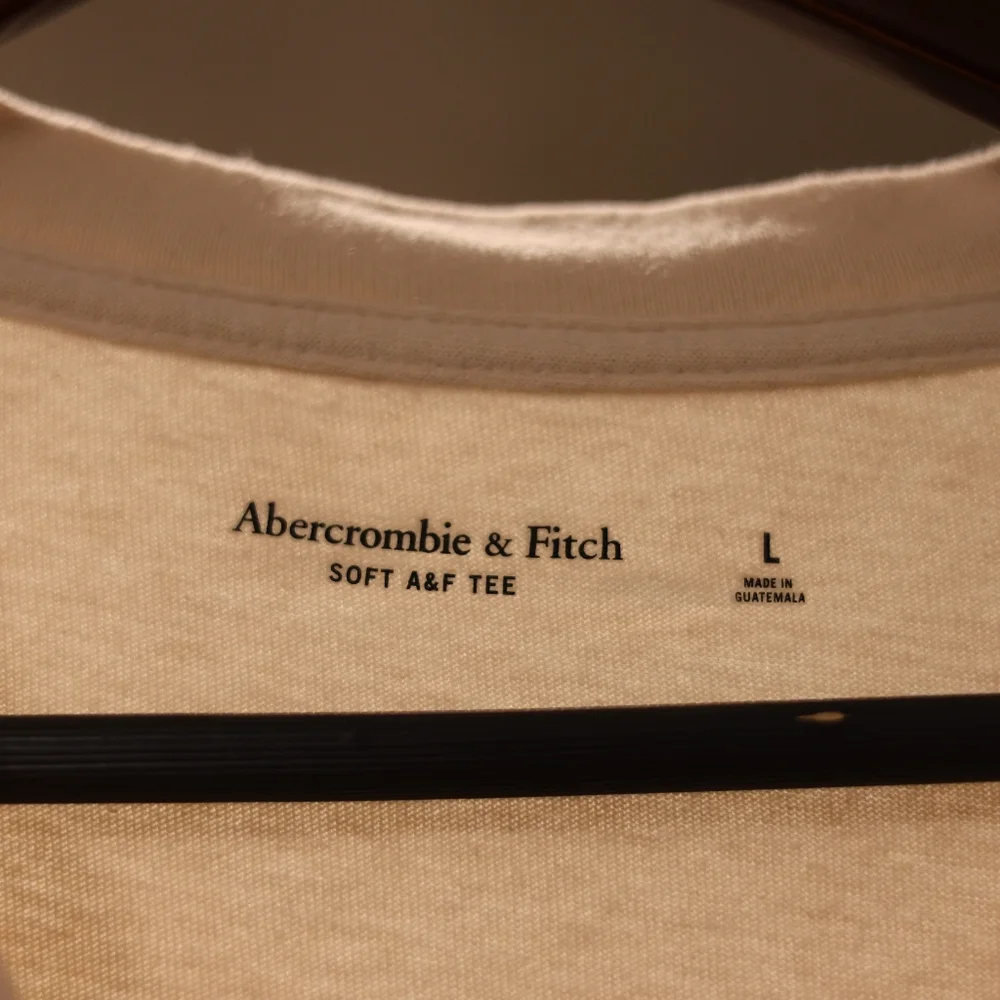 Abercrombie & Fitch
SOFT A&F TEE
L
MADE IN
GUATEMALA